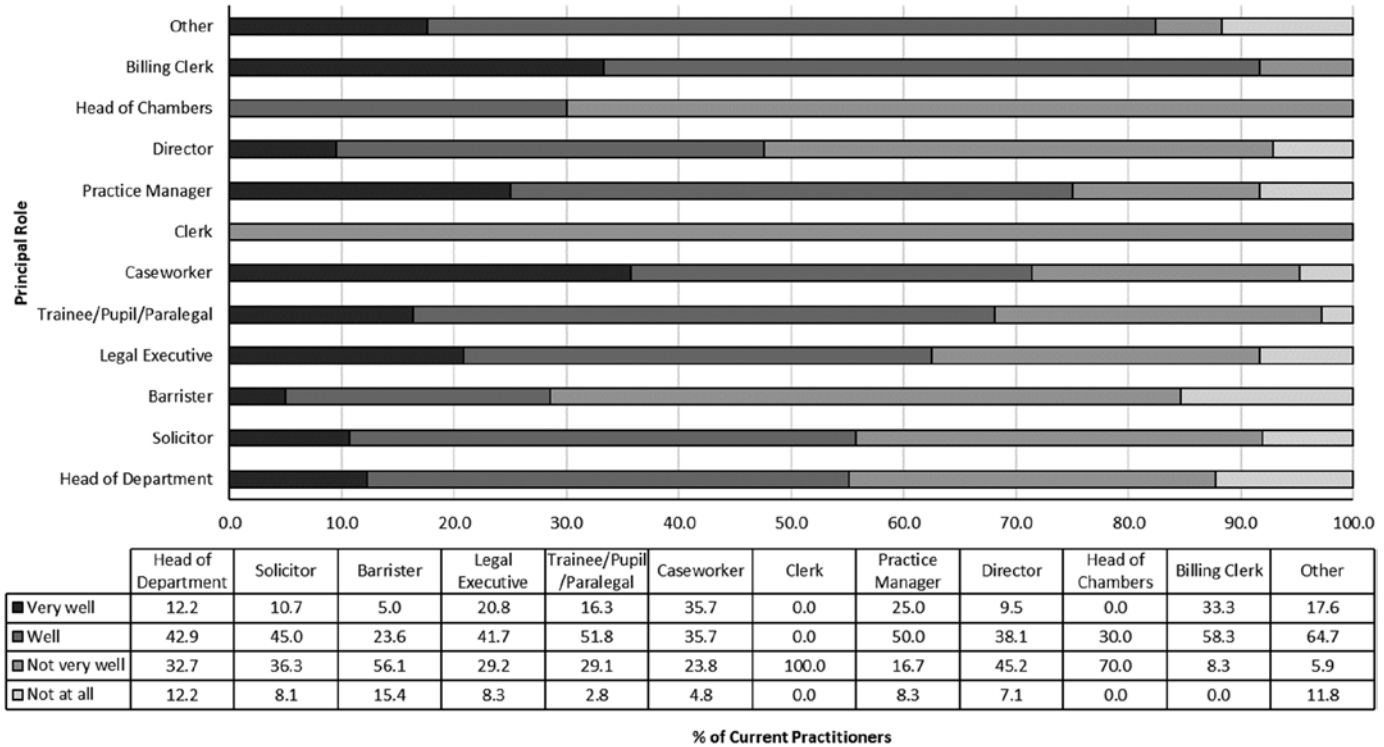 Other
Billing Clerk
Head of Chambers
Director
Practice Manager
Clerk
Caseworker
Trainee/Pupil/Paralegal
Legal Executive
Barrister
Solicitor
Head of Department
Principal Role
0.0 10.0 20.0 30.0 40.0 50.0 60.0 70.0 80.0 90.0 100.0
Head of Department Solicitor Barrister Legal Executive Trainee/Pupil/Paralegal Caseworker Clerk Practice Manager Director Head of Chambers Billing Clerk Other
Very well 12.2 10.7 5.0 20.8 16.3 35.7 0.0 25.0 9.5 0.0 33.3 17.6
Well 42.9 45.0 23.6 41.7 51.8 35.7 0.0 50.0 38.1 30.0 58.3 64.7
Not very well 32.7 36.3 56.1 29.2 29.1 23.8 100.0 16.7 45.2 70.0 8.3 5.9
Not at all 12.2 8.1 15.4 8.3 2.8 4.8 0.0 8.3 7.1 0.0 0.0 11.8
% of Current Practitioners